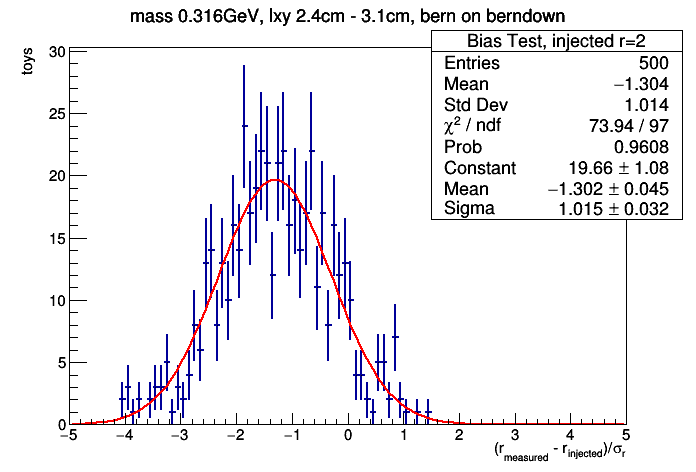 mass 0.316GeV, lxy 2.4cm - 3.1cm, bern on berndown
Bias Test, injected r=2
Entries 500
Mean −1.304
Std Dev 1.014
χ² / ndf 73.94 / 97
Prob 0.9608
Constant 19.66 ± 1.08
Mean −1.302 ± 0.045
Sigma 1.015 ± 0.032
toys
30
25
20
15
10
5
0
−5 −4 −3 −2 −1 0 1 2 3 4 5
(r_measured - r_injected)/σ_r